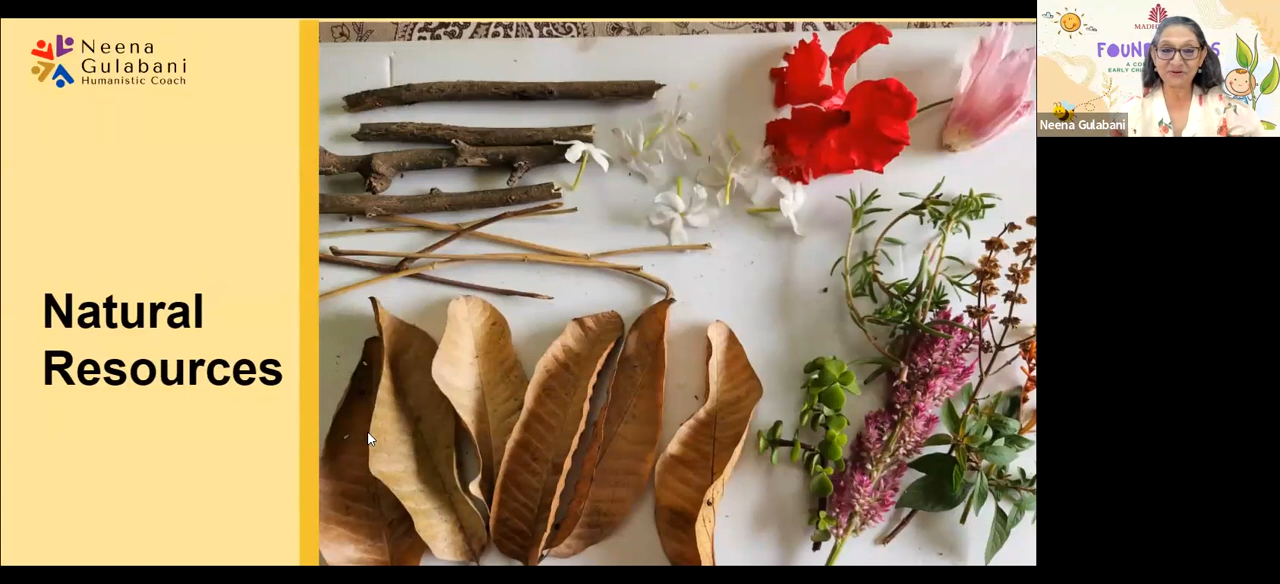 Neena
Gulabani
Humanistic Coach
Natural
Resources
Neena Gulabani